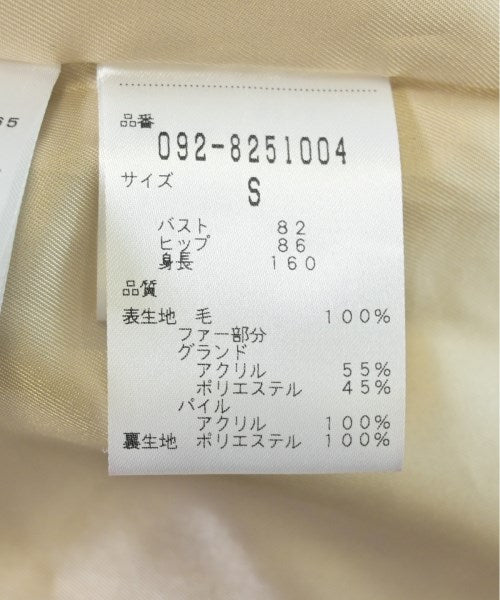 65
品番
092-8251004
サイズ
S
バスト 82
ヒップ 86
身長 160
品質
表生地 毛 100%
ファー部分
グランド
アクリル 55%
ポリエステル 45%
パイル
アクリル 100%
裏生地 ポリエステル 100%